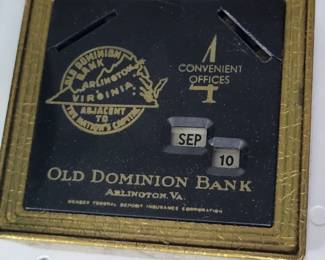 OLD DOMINION
BANK
ARLINGTON
VIRGINIA
ADJACENT
TO
THE NATION'S CAPITAL
4
CONVENIENT
OFFICES
SEP
10
OLD DOMINION BANK
ARLINGTON, VA.
MEMBER FEDERAL DEPOSIT INSURANCE CORPORATION